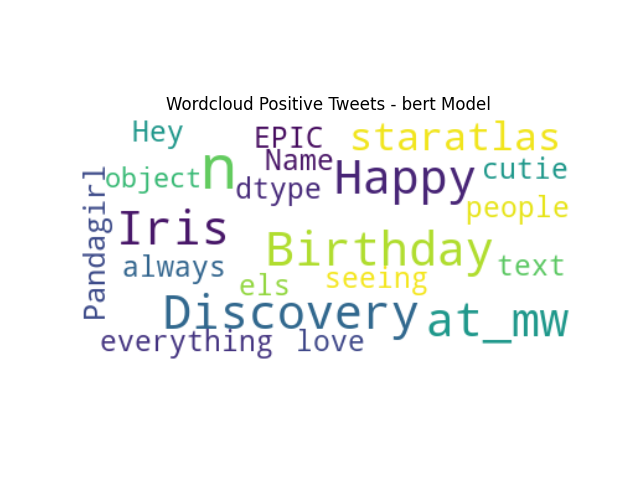 Wordcloud Positive Tweets - bert Model
Hey
EPIC
staratlas
Name
object
n
dtype
Happy
cutie
Pandagirl
people
Iris
Birthday
always
text
els
seeing
Discovery
at_mw
everything
love